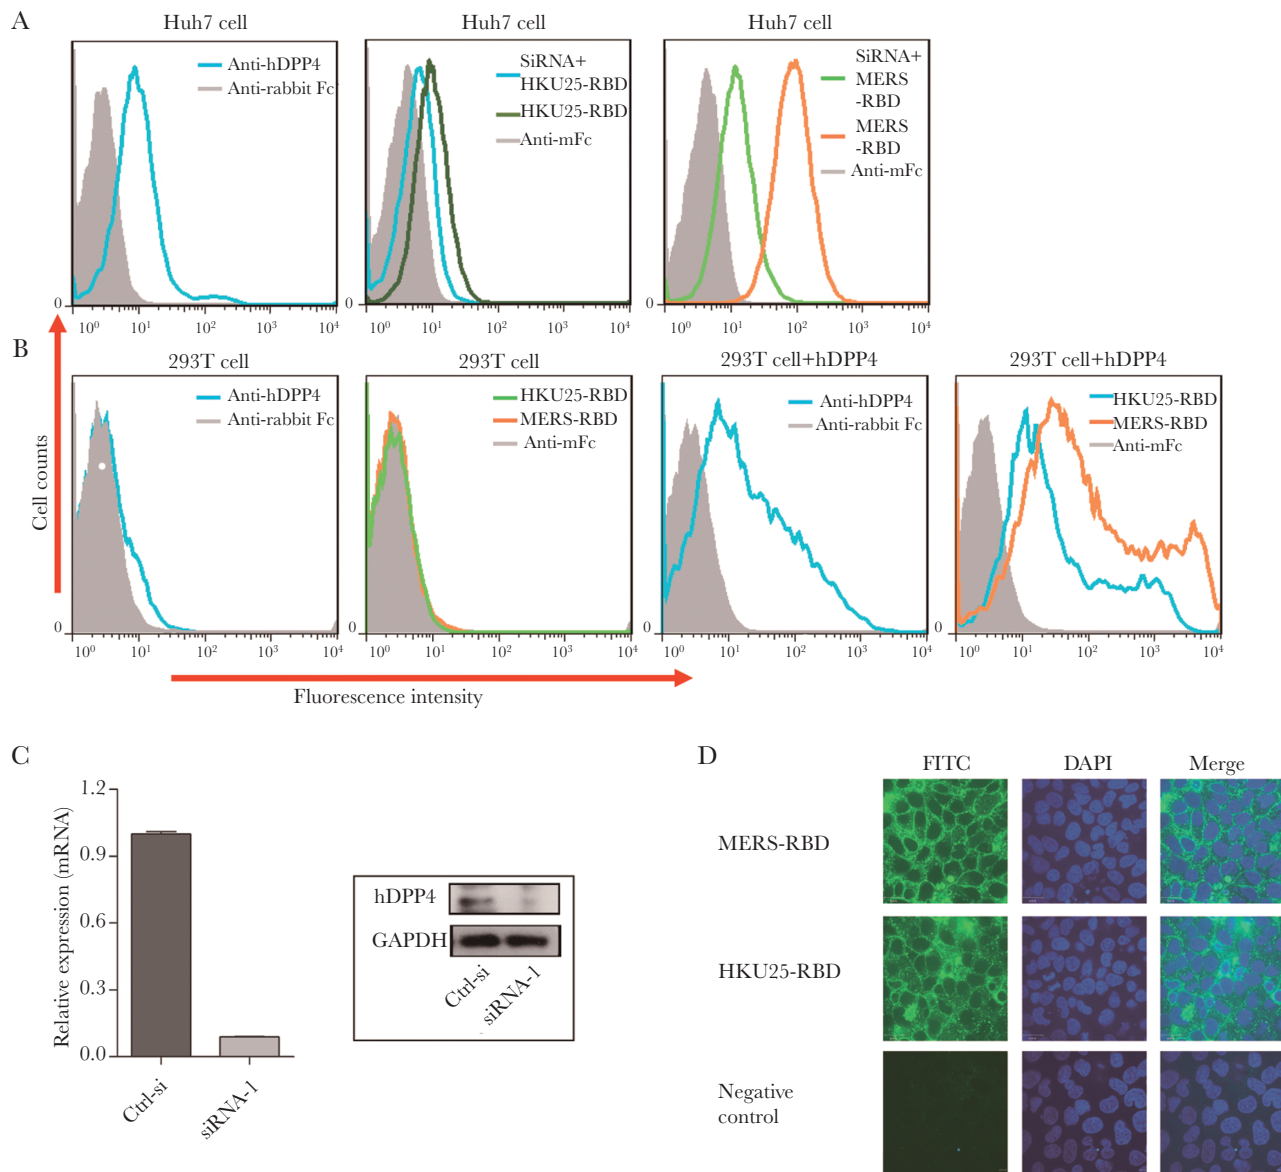 A
Huh7 cell
Anti-hDPP4
Anti-rabbit Fc
0
10⁰ 10¹ 10² 10³ 10⁴
Huh7 cell
SiRNA+
HKU25-RBD
HKU25-RBD
Anti-mFc
0
10⁰ 10¹ 10² 10³ 10⁴
Huh7 cell
SiRNA+
MERS
-RBD
MERS
-RBD
Anti-mFc
0
10⁰ 10¹ 10² 10³ 10⁴
B
293T cell
Anti-hDPP4
Anti-rabbit Fc
0
10⁰ 10¹ 10² 10³ 10⁴
293T cell
HKU25-RBD
MERS-RBD
Anti-mFc
0
10⁰ 10¹ 10² 10³ 10⁴
293T cell+hDPP4
Anti-hDPP4
Anti-rabbit Fc
0
10⁰ 10¹ 10² 10³ 10⁴
293T cell+hDPP4
HKU25-RBD
MERS-RBD
Anti-mFc
0
10⁰ 10¹ 10² 10³ 10⁴
Cell counts
Fluorescence intensity
C
Relative expression (mRNA)
1.2
0.9
0.6
0.3
0.0
Ctrl-si
siRNA-1
hDPP4
GAPDH
Ctrl-si
siRNA-1
D
FITC DAPI Merge
MERS-RBD
HKU25-RBD
Negative
control